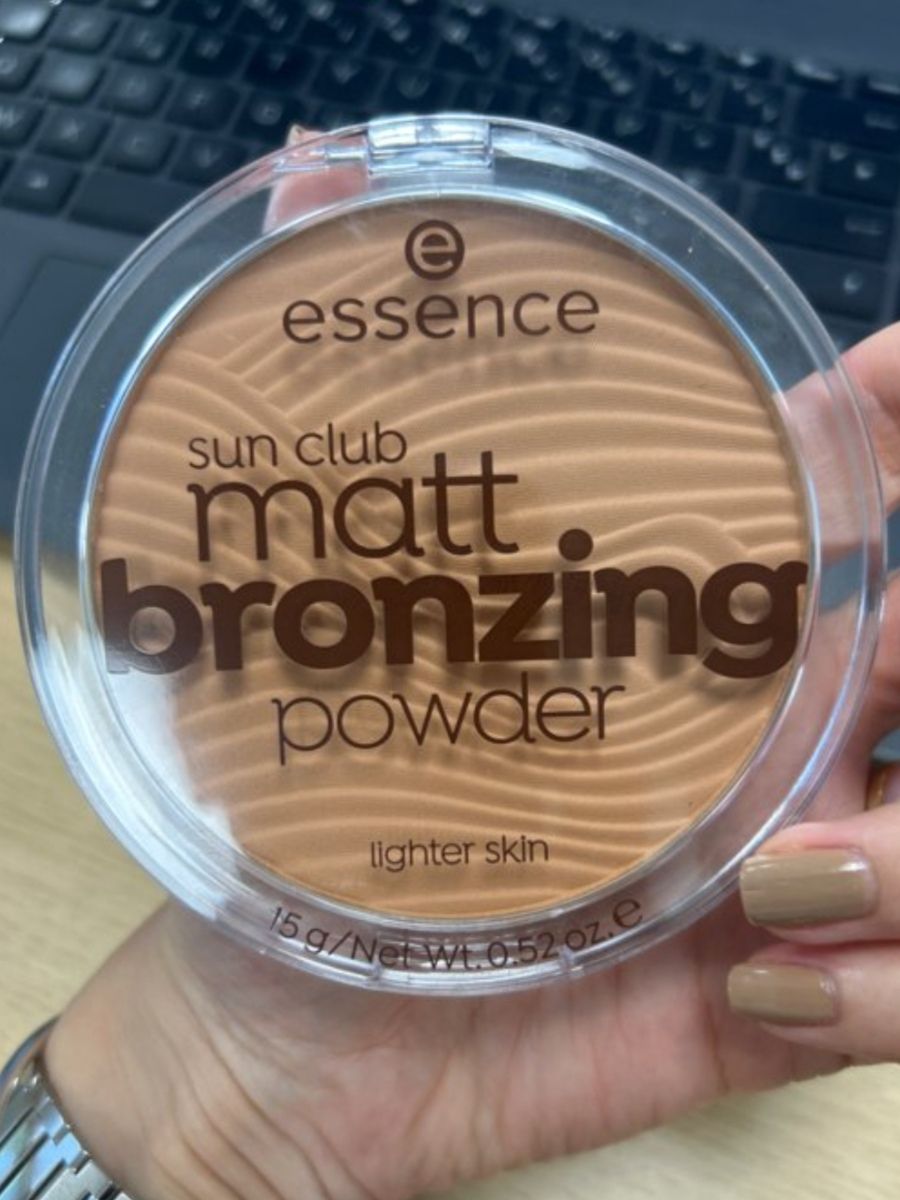 e
essence
sun club
matt
bronzing
powder
lighter skin
15 g/Net Wt. 0.52 oz. ℮